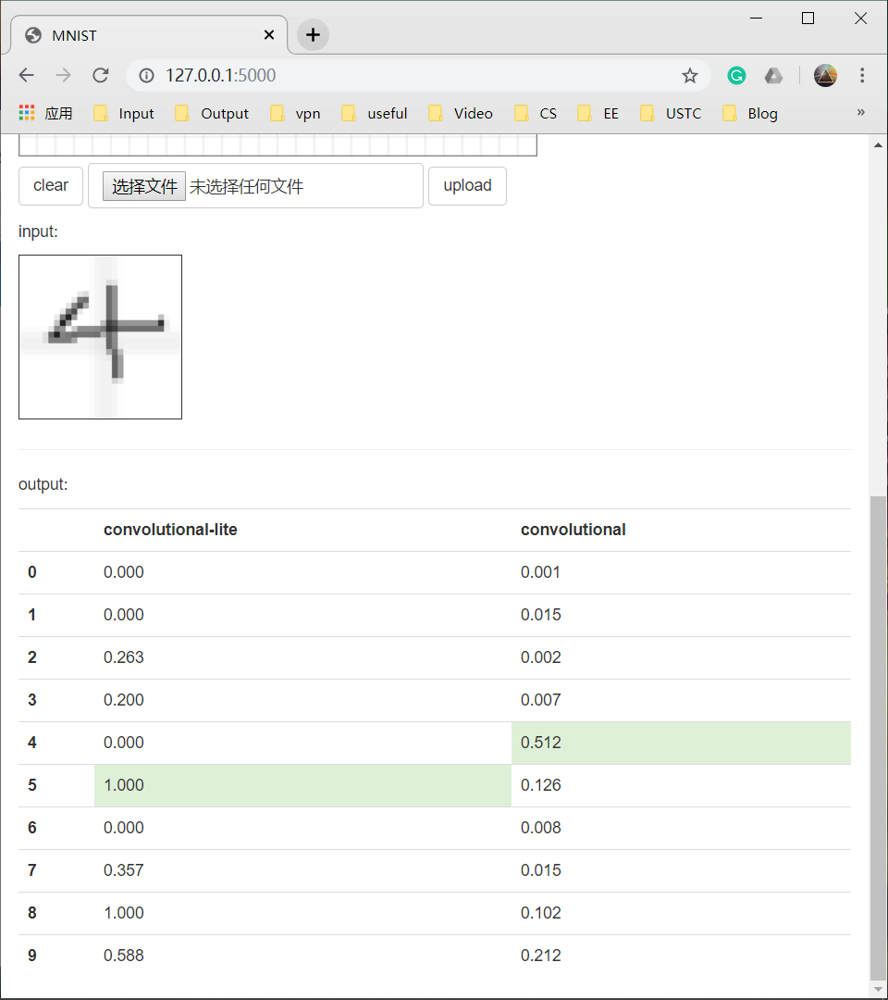 MNIST
127.0.0.1:5000
应用 Input Output vpn useful Video CS EE USTC Blog »
clear 选择文件 未选择任何文件 upload
input:
4
output:
convolutional-lite convolutional
0 0.000 0.001
1 0.000 0.015
2 0.263 0.002
3 0.200 0.007
4 0.000 0.512
5 1.000 0.126
6 0.000 0.008
7 0.357 0.015
8 1.000 0.102
9 0.588 0.212